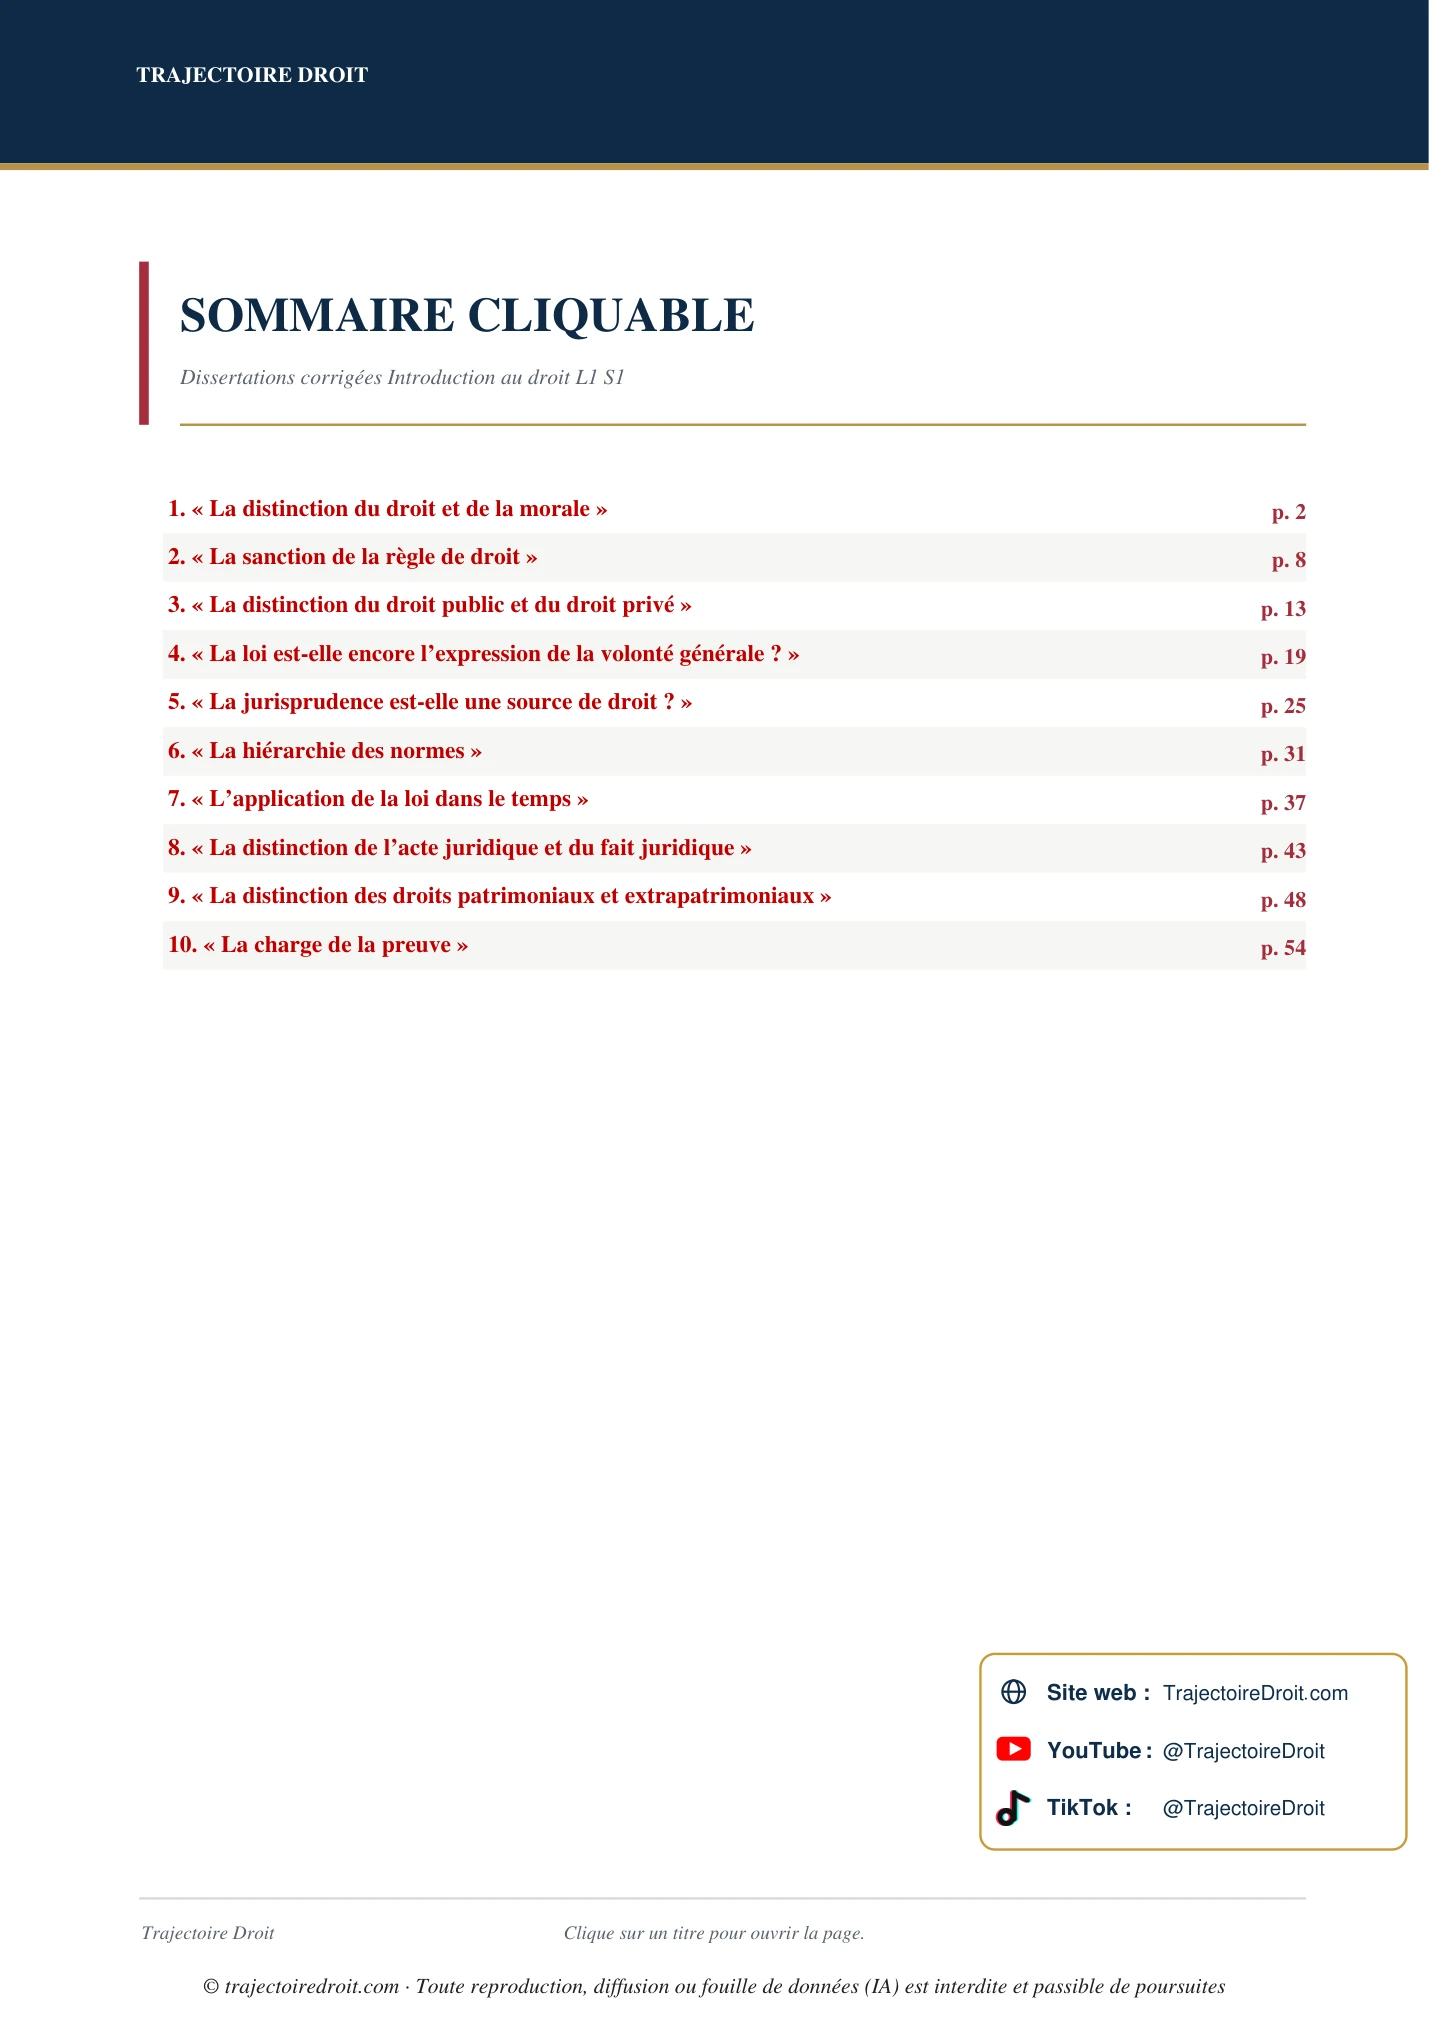 TRAJECTOIRE DROIT
SOMMAIRE CLIQUABLE
Dissertations corrigées Introduction au droit L1 S1
1. « La distinction du droit et de la morale » p. 2
2. « La sanction de la règle de droit » p. 8
3. « La distinction du droit public et du droit privé » p. 13
4. « La loi est-elle encore l’expression de la volonté générale ? » p. 19
5. « La jurisprudence est-elle une source de droit ? » p. 25
6. « La hiérarchie des normes » p. 31
7. « L’application de la loi dans le temps » p. 37
8. « La distinction de l’acte juridique et du fait juridique » p. 43
9. « La distinction des droits patrimoniaux et extrapatrimoniaux » p. 48
10. « La charge de la preuve » p. 54
Site web : TrajectoireDroit.com
YouTube : @TrajectoireDroit
TikTok : @TrajectoireDroit
Trajectoire Droit Clique sur un titre pour ouvrir la page.
© trajectoiredroit.com · Toute reproduction, diffusion ou fouille de données (IA) est interdite et passible de poursuites